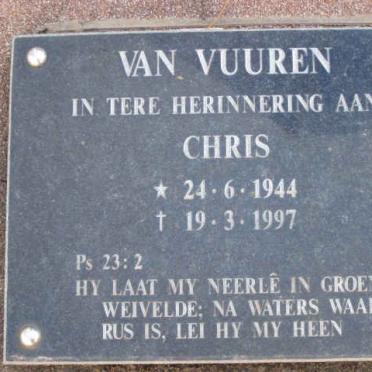 VAN VUUREN
IN TERE HERINNERING AAN
CHRIS
★ 24·6·1944
† 19·3·1997
Ps 23:2
HY LAAT MY NEERLÊ IN GROEN
WEIVELDE; NA WATERS WAAR
RUS IS, LEI HY MY HEEN